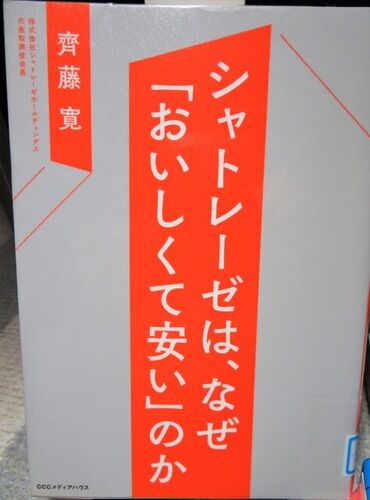 シャトレーゼは、なぜ
「おいしくて安い」のか
株式会社シャトレーゼホールディングス
代表取締役会長
齊藤 寛
CCCメディアハウス